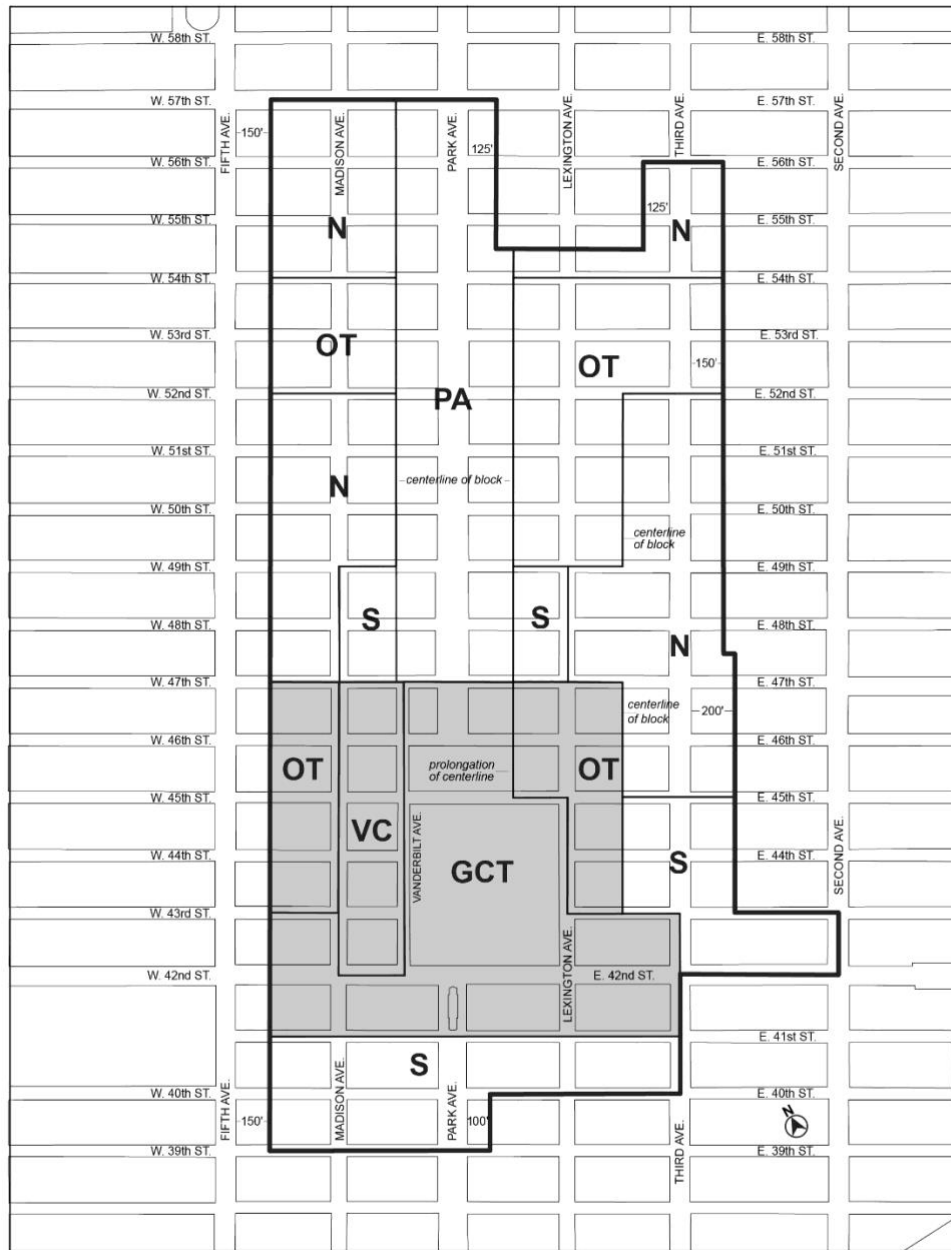 W. 58th ST.
E. 58th ST.
W. 57th ST.
E. 57th ST.
FIFTH AVE.
150'
MADISON AVE.
PARK AVE.
125'
LEXINGTON AVE.
THIRD AVE.
SECOND AVE.
W. 56th ST.
E. 56th ST.
125'
W. 55th ST.
N
N
E. 55th ST.
W. 54th ST.
E. 54th ST.
W. 53rd ST.
E. 53rd ST.
OT
OT
150'
W. 52nd ST.
PA
E. 52nd ST.
W. 51st ST.
E. 51st ST.
N
centerline of block
W. 50th ST.
E. 50th ST.
centerline
of block
W. 49th ST.
E. 49th ST.
S
S
W. 48th ST.
E. 48th ST.
N
W. 47th ST.
E. 47th ST.
centerline
of block
200'
W. 46th ST.
E. 46th ST.
OT
prolongation
of centerline
OT
W. 45th ST.
E. 45th ST.
VC
VANDERBILT AVE.
GCT
W. 44th ST.
S
E. 44th ST.
SECOND AVE.
W. 43rd ST.
W. 42nd ST.
LEXINGTON AVE.
E. 42nd ST.
E. 41st ST.
S
W. 40th ST.
E. 40th ST.
FIFTH AVE.
150'
MADISON AVE.
PARK AVE.
100'
THIRD AVE.
N
W. 39th ST.
E. 39th ST.